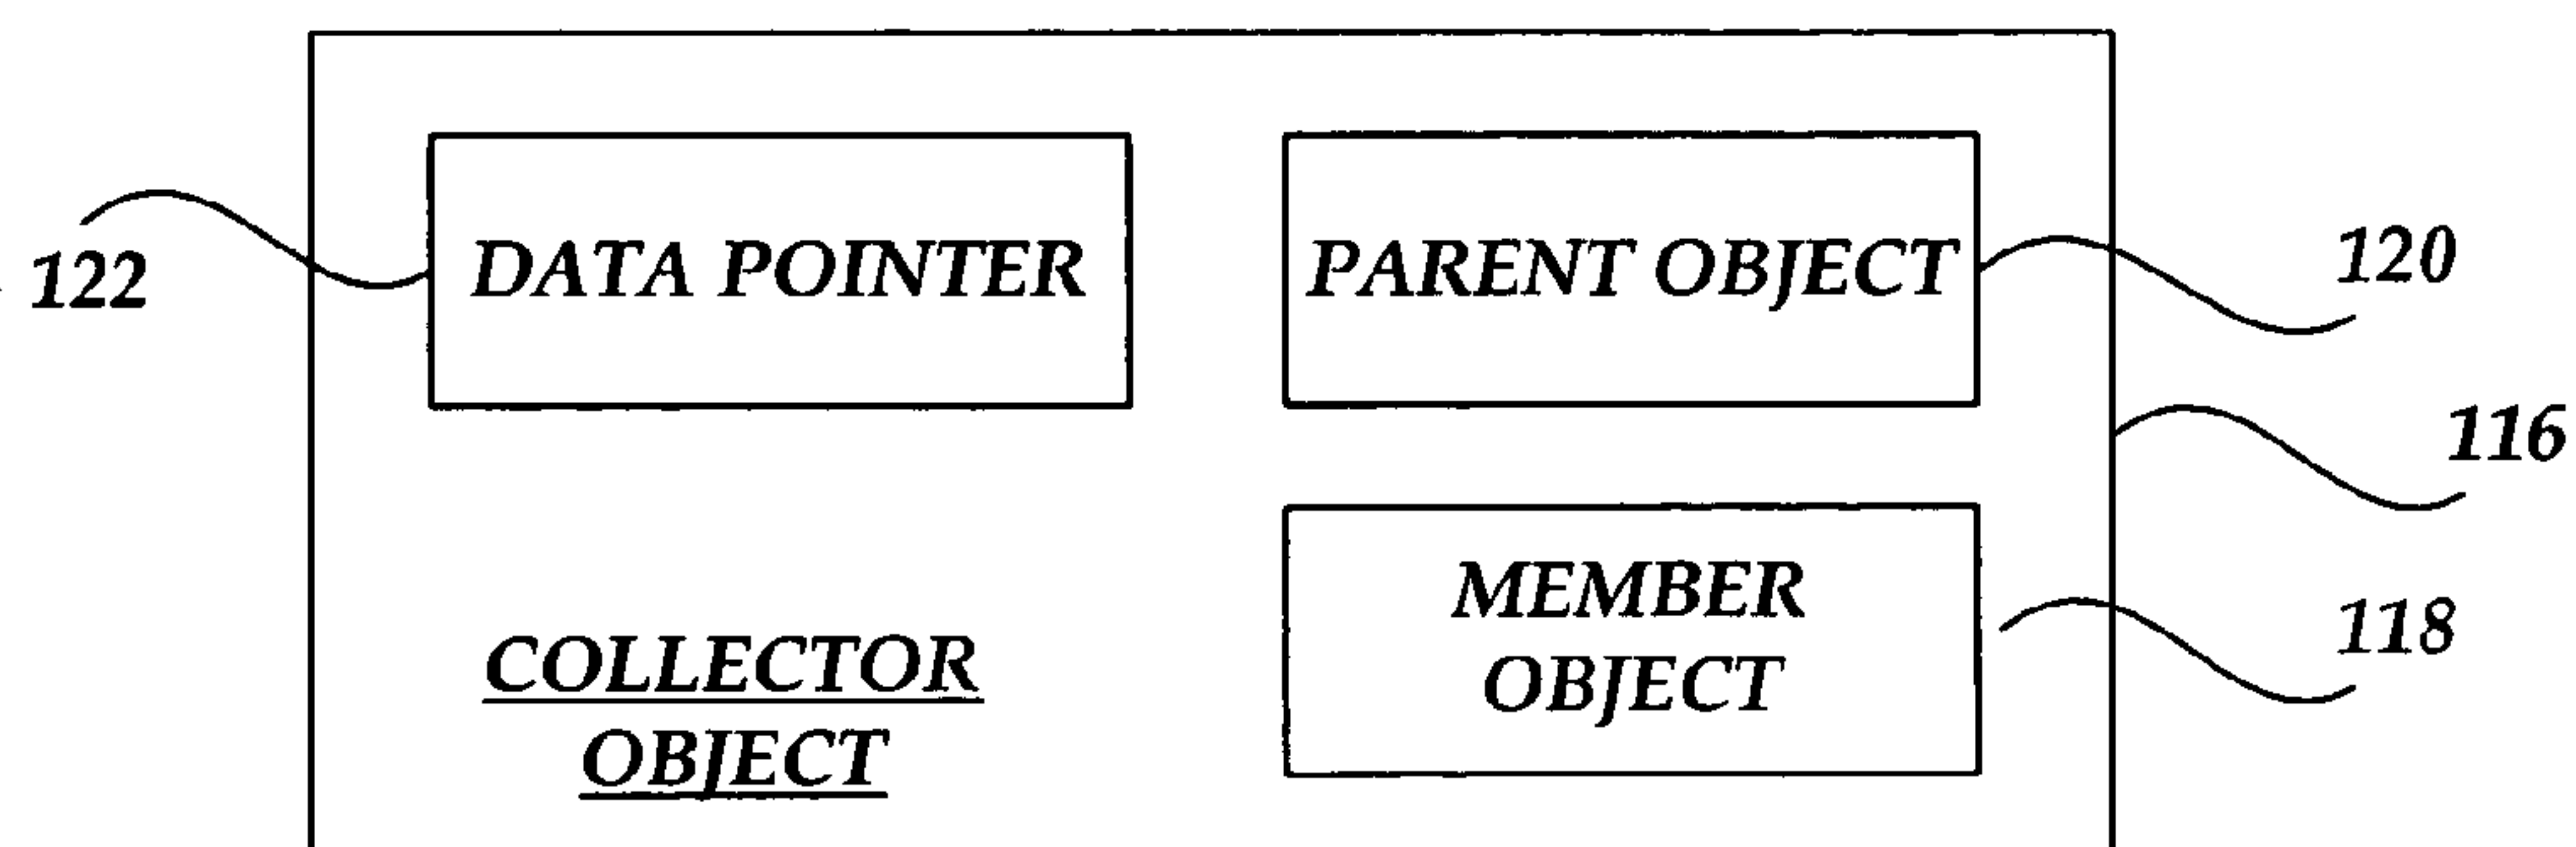 DATA POINTER
PARENT OBJECT
122
120
116
MEMBER
OBJECT
118
COLLECTOR
OBJECT